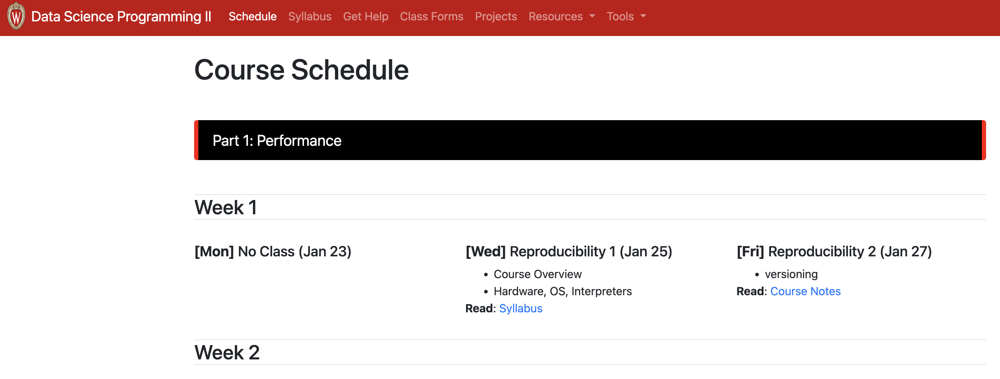 W Data Science Programming II Schedule Syllabus Get Help Class Forms Projects Resources Tools
Course Schedule
Part 1: Performance
Week 1
[Mon] No Class (Jan 23)
[Wed] Reproducibility 1 (Jan 25)
• Course Overview
• Hardware, OS, Interpreters
Read: Syllabus
[Fri] Reproducibility 2 (Jan 27)
• versioning
Read: Course Notes
Week 2